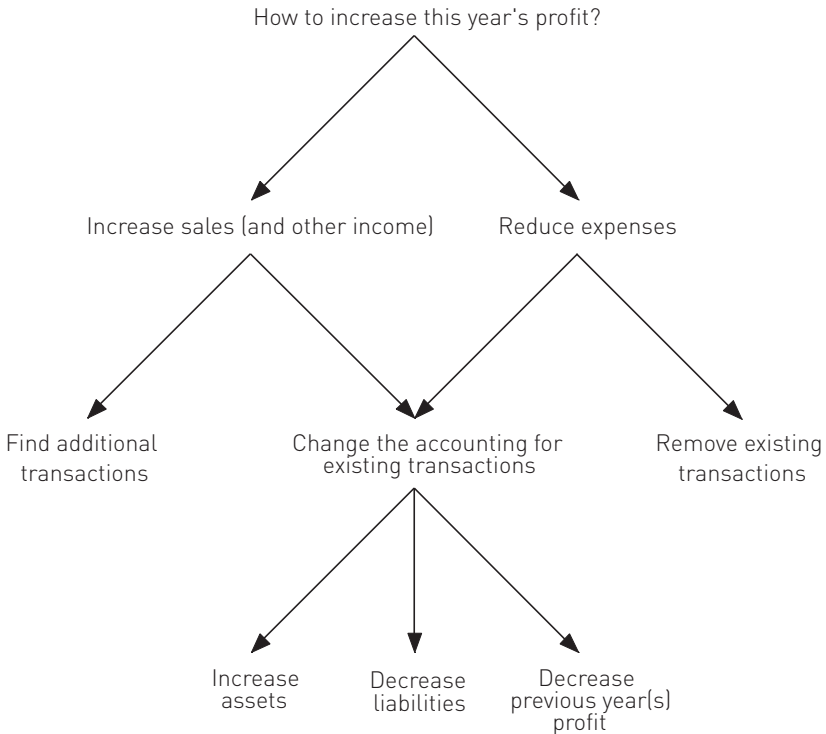 How to increase this year's profit?
Increase sales (and other income)
Reduce expenses
Find additional
transactions
Change the accounting for
existing transactions
Remove existing
transactions
Increase
assets
Decrease
liabilities
Decrease
previous year(s)
profit